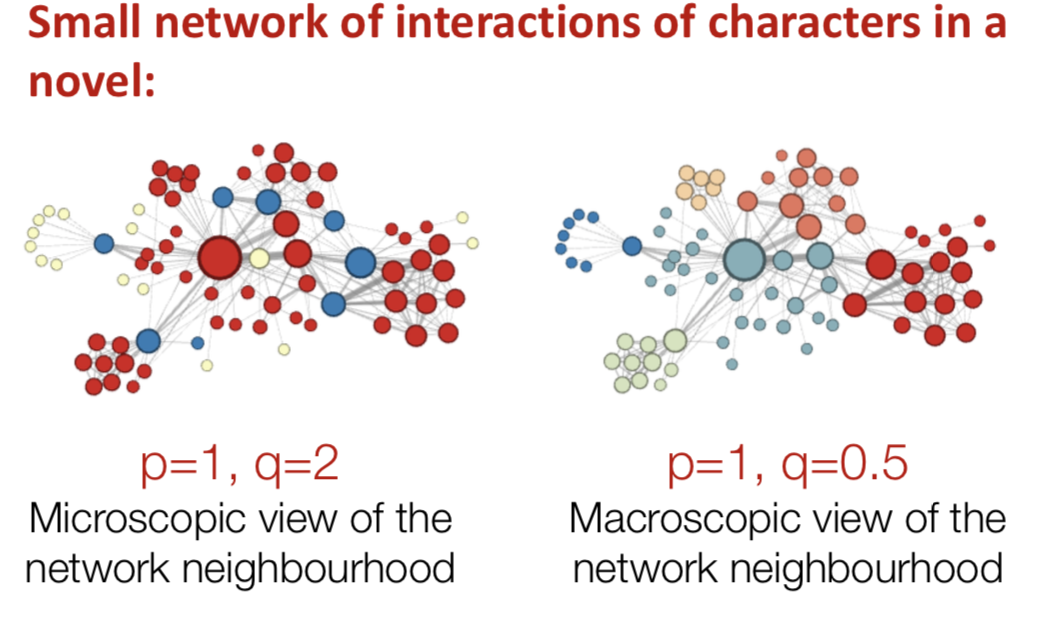 Small network of interactions of characters in a
novel:
p=1, q=2
Microscopic view of the
network neighbourhood
p=1, q=0.5
Macroscopic view of the
network neighbourhood